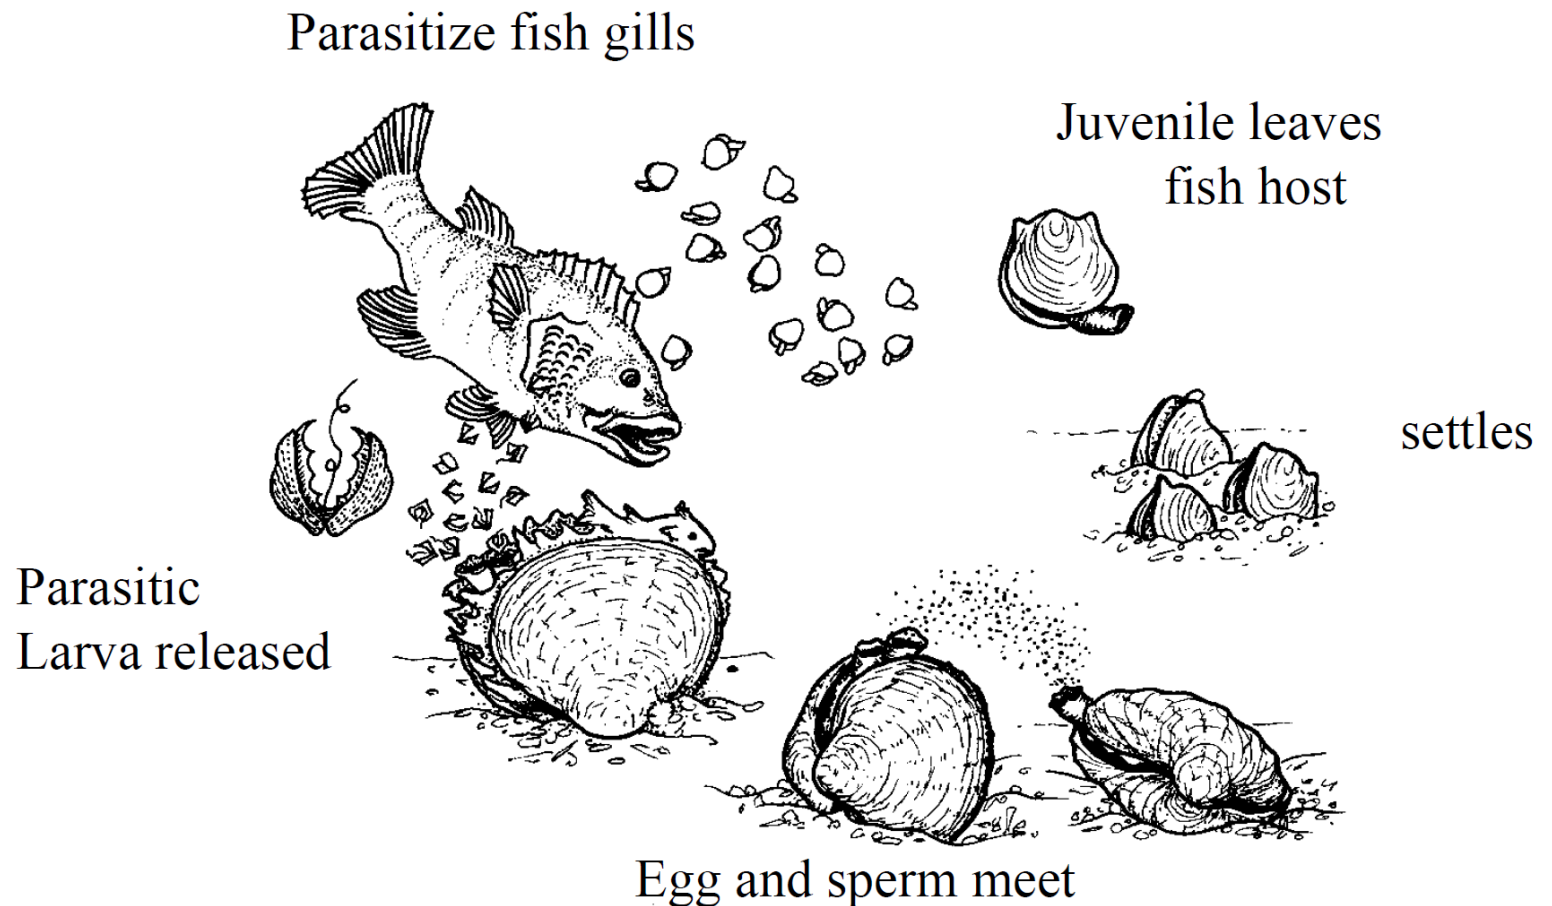 Parasitize fish gills
Juvenile leaves
fish host
settles
Parasitic
Larva released
Egg and sperm meet